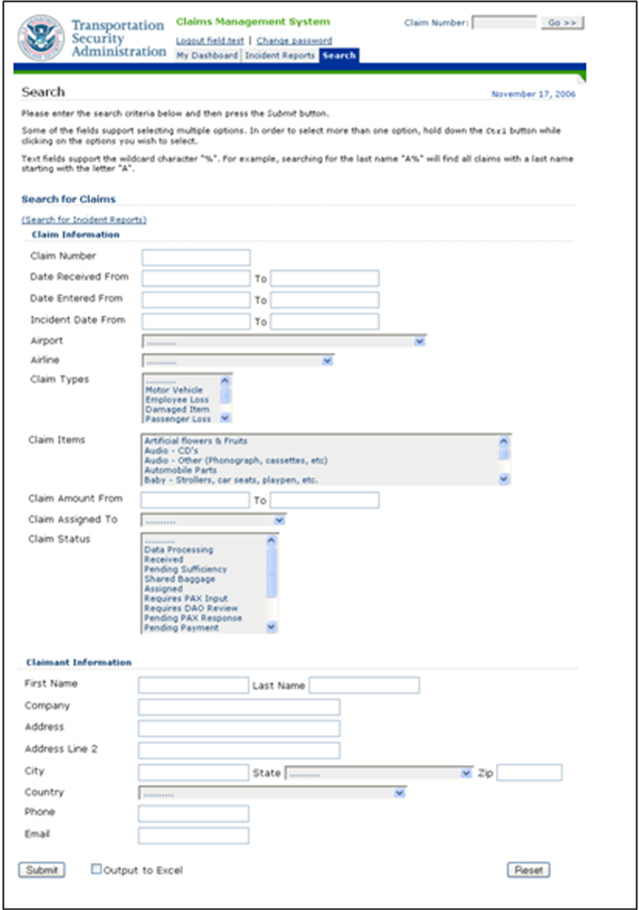 Transportation
Security
Administration
Claims Management System
Claim Number: Go >>
Logout field.test | Change password
My Dashboard Incident Reports Search
Search
November 17, 2006
Please enter the search criteria below and then press the Submit button.
Some of the fields support selecting multiple options. In order to select more than one option, hold down the Ctrl button while
clicking on the options you wish to select.
Text fields support the wildcard character "%". For example, searching for the last name "A%" will find all claims with a last name
starting with the letter "A".
Search for Claims
(Search for Incident Reports)
Claim Information
Claim Number
Date Received From To
Date Entered From To
Incident Date From To
Airport ..........
Airline ..........
Claim Types ..........
Motor Vehicle
Employee Loss
Damaged Item
Passenger Loss
Claim Items Artificial flowers & Fruits
Audio - CD's
Audio - Other (Phonograph, cassettes, etc)
Automobile Parts
Baby - Strollers, car seats, playpen, etc.
Claim Amount From To
Claim Assigned To ..........
Claim Status ..........
Data Processing
Received
Pending Sufficiency
Shared Baggage
Assigned
Requires PAX Input
Requires DAO Review
Pending PAX Response
Pending Payment
Claimant Information
First Name Last Name
Company
Address
Address Line 2
City State .......... Zip
Country ..........
Phone
Email
Submit Output to Excel Reset